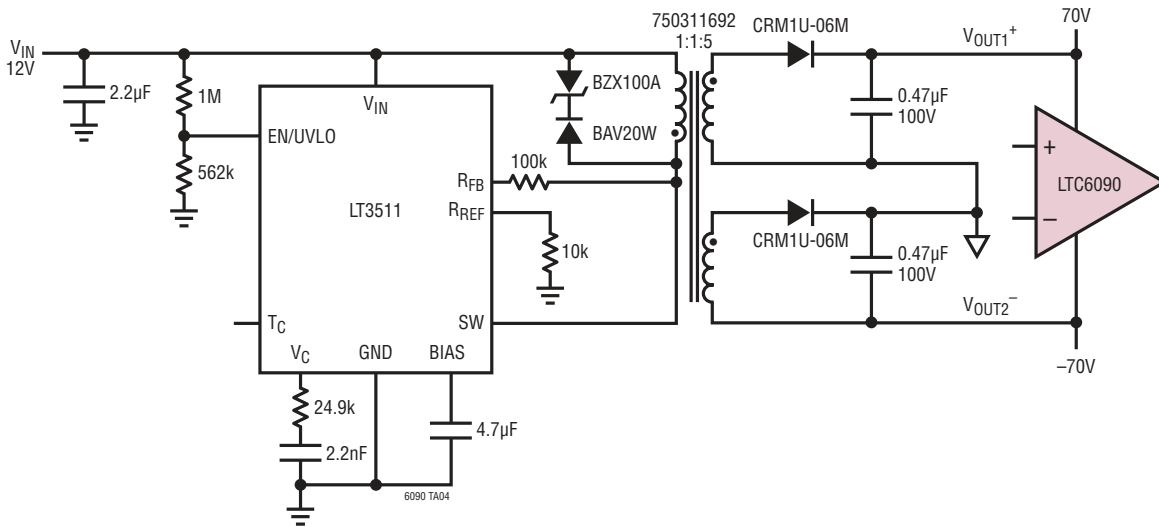 V_IN
12V
2.2µF
1M
562k
EN/UVLO
V_IN
LT3511
R_FB
R_REF
SW
T_C
V_C
GND
BIAS
24.9k
2.2nF
4.7µF
6090 TA04
100k
10k
BZX100A
BAV20W
750311692
1:1:5
CRM1U-06M
0.47µF
100V
V_OUT1+
70V
CRM1U-06M
0.47µF
100V
V_OUT2–
–70V
+
–
LTC6090